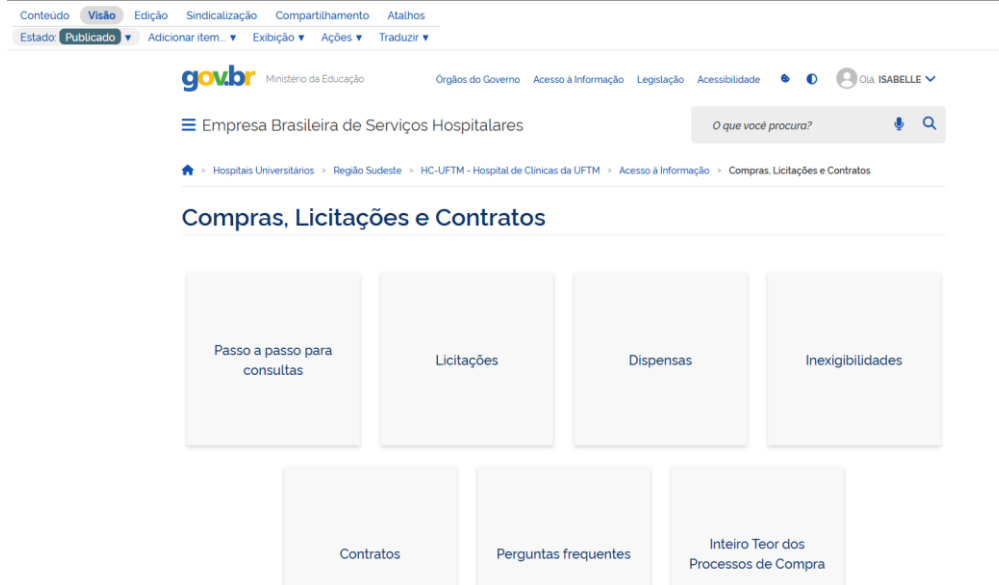 Conteúdo Visão Edição Sindicalização Compartilhamento Atalhos
Estado: Publicado ▼ Adicionar item... ▼ Exibição ▼ Ações ▼ Traduzir ▼
gov.br Ministério da Educação Órgãos do Governo Acesso à Informação Legislação Acessibilidade Olá, ISABELLE
Empresa Brasileira de Serviços Hospitalares O que você procura?
> Hospitais Universitários > Região Sudeste > HC-UFTM - Hospital de Clínicas da UFTM > Acesso à Informação > Compras, Licitações e Contratos
Compras, Licitações e Contratos
Passo a passo para
consultas
Licitações
Dispensas
Inexigibilidades
Contratos
Perguntas frequentes
Inteiro Teor dos
Processos de Compra